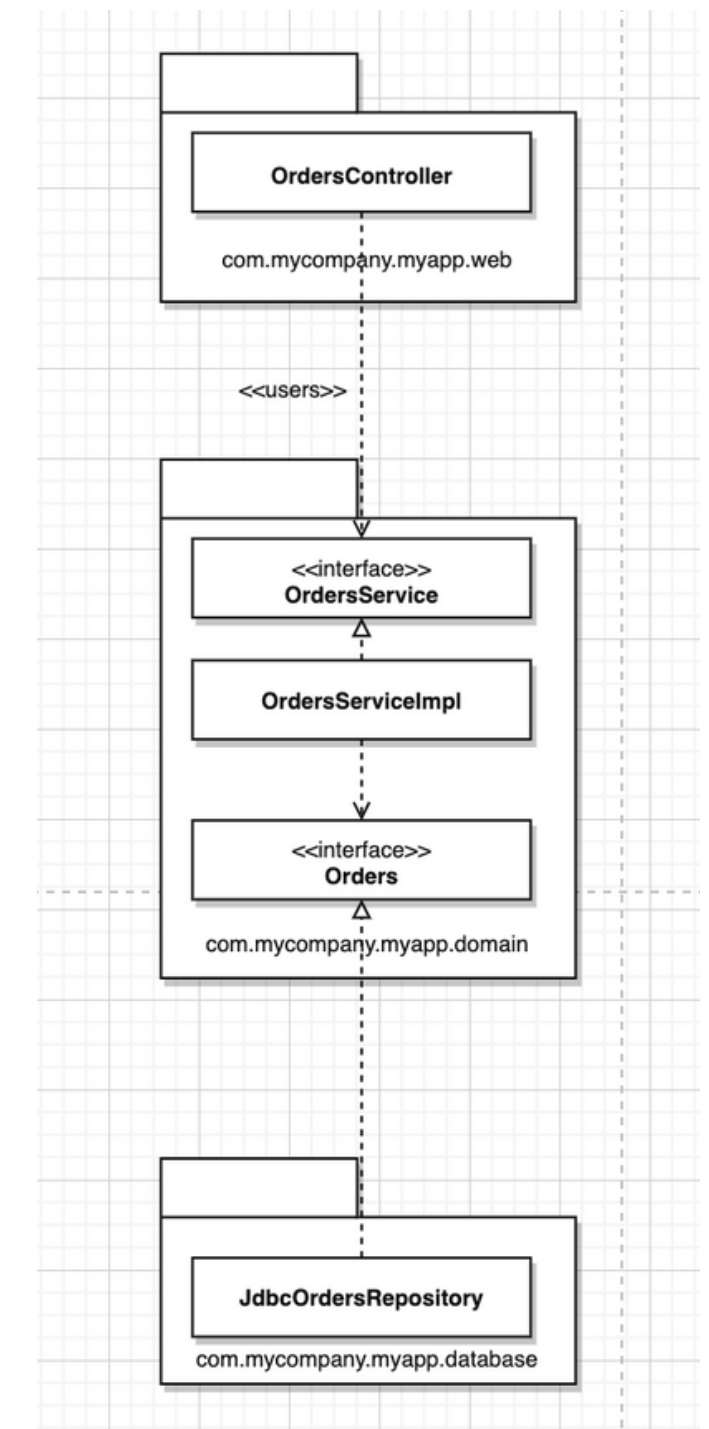 OrdersController
com.mycompany.myapp.web
<<users>>
<<interface>>
OrdersService
OrdersServiceImpl
<<interface>>
Orders
com.mycompany.myapp.domain
JdbcOrdersRepository
com.mycompany.myapp.database